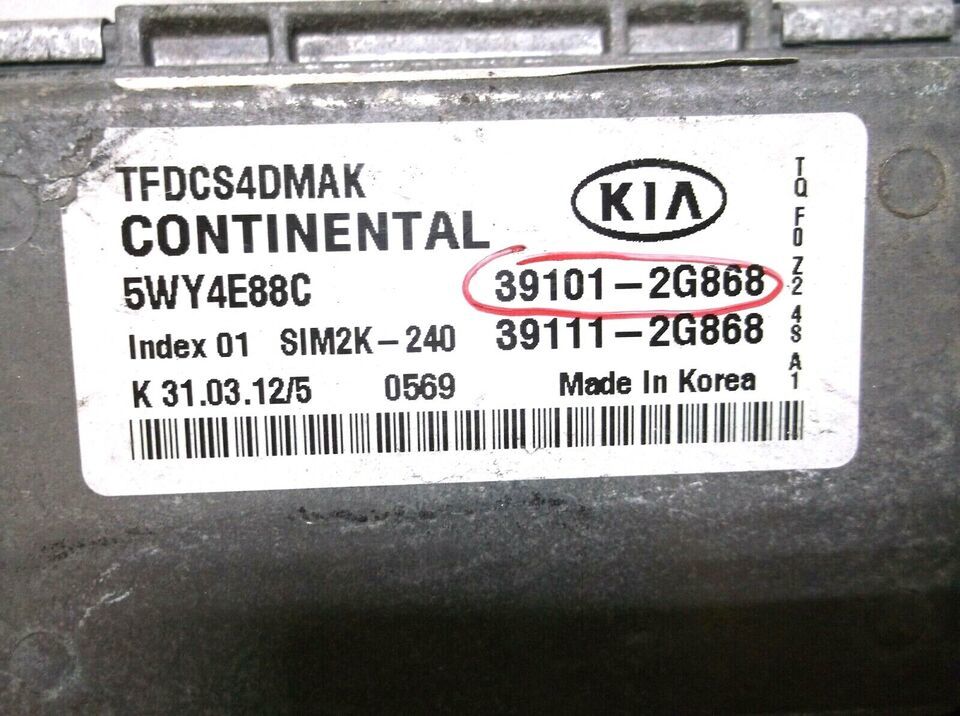 TFDCS4DMAK
KIA
CONTINENTAL
5WY4E88C
39101-2G868
Index 01 SIM2K-240
39111-2G868
K 31.03.12/5 0569 Made In Korea
TQ F0 Z2 4S A1